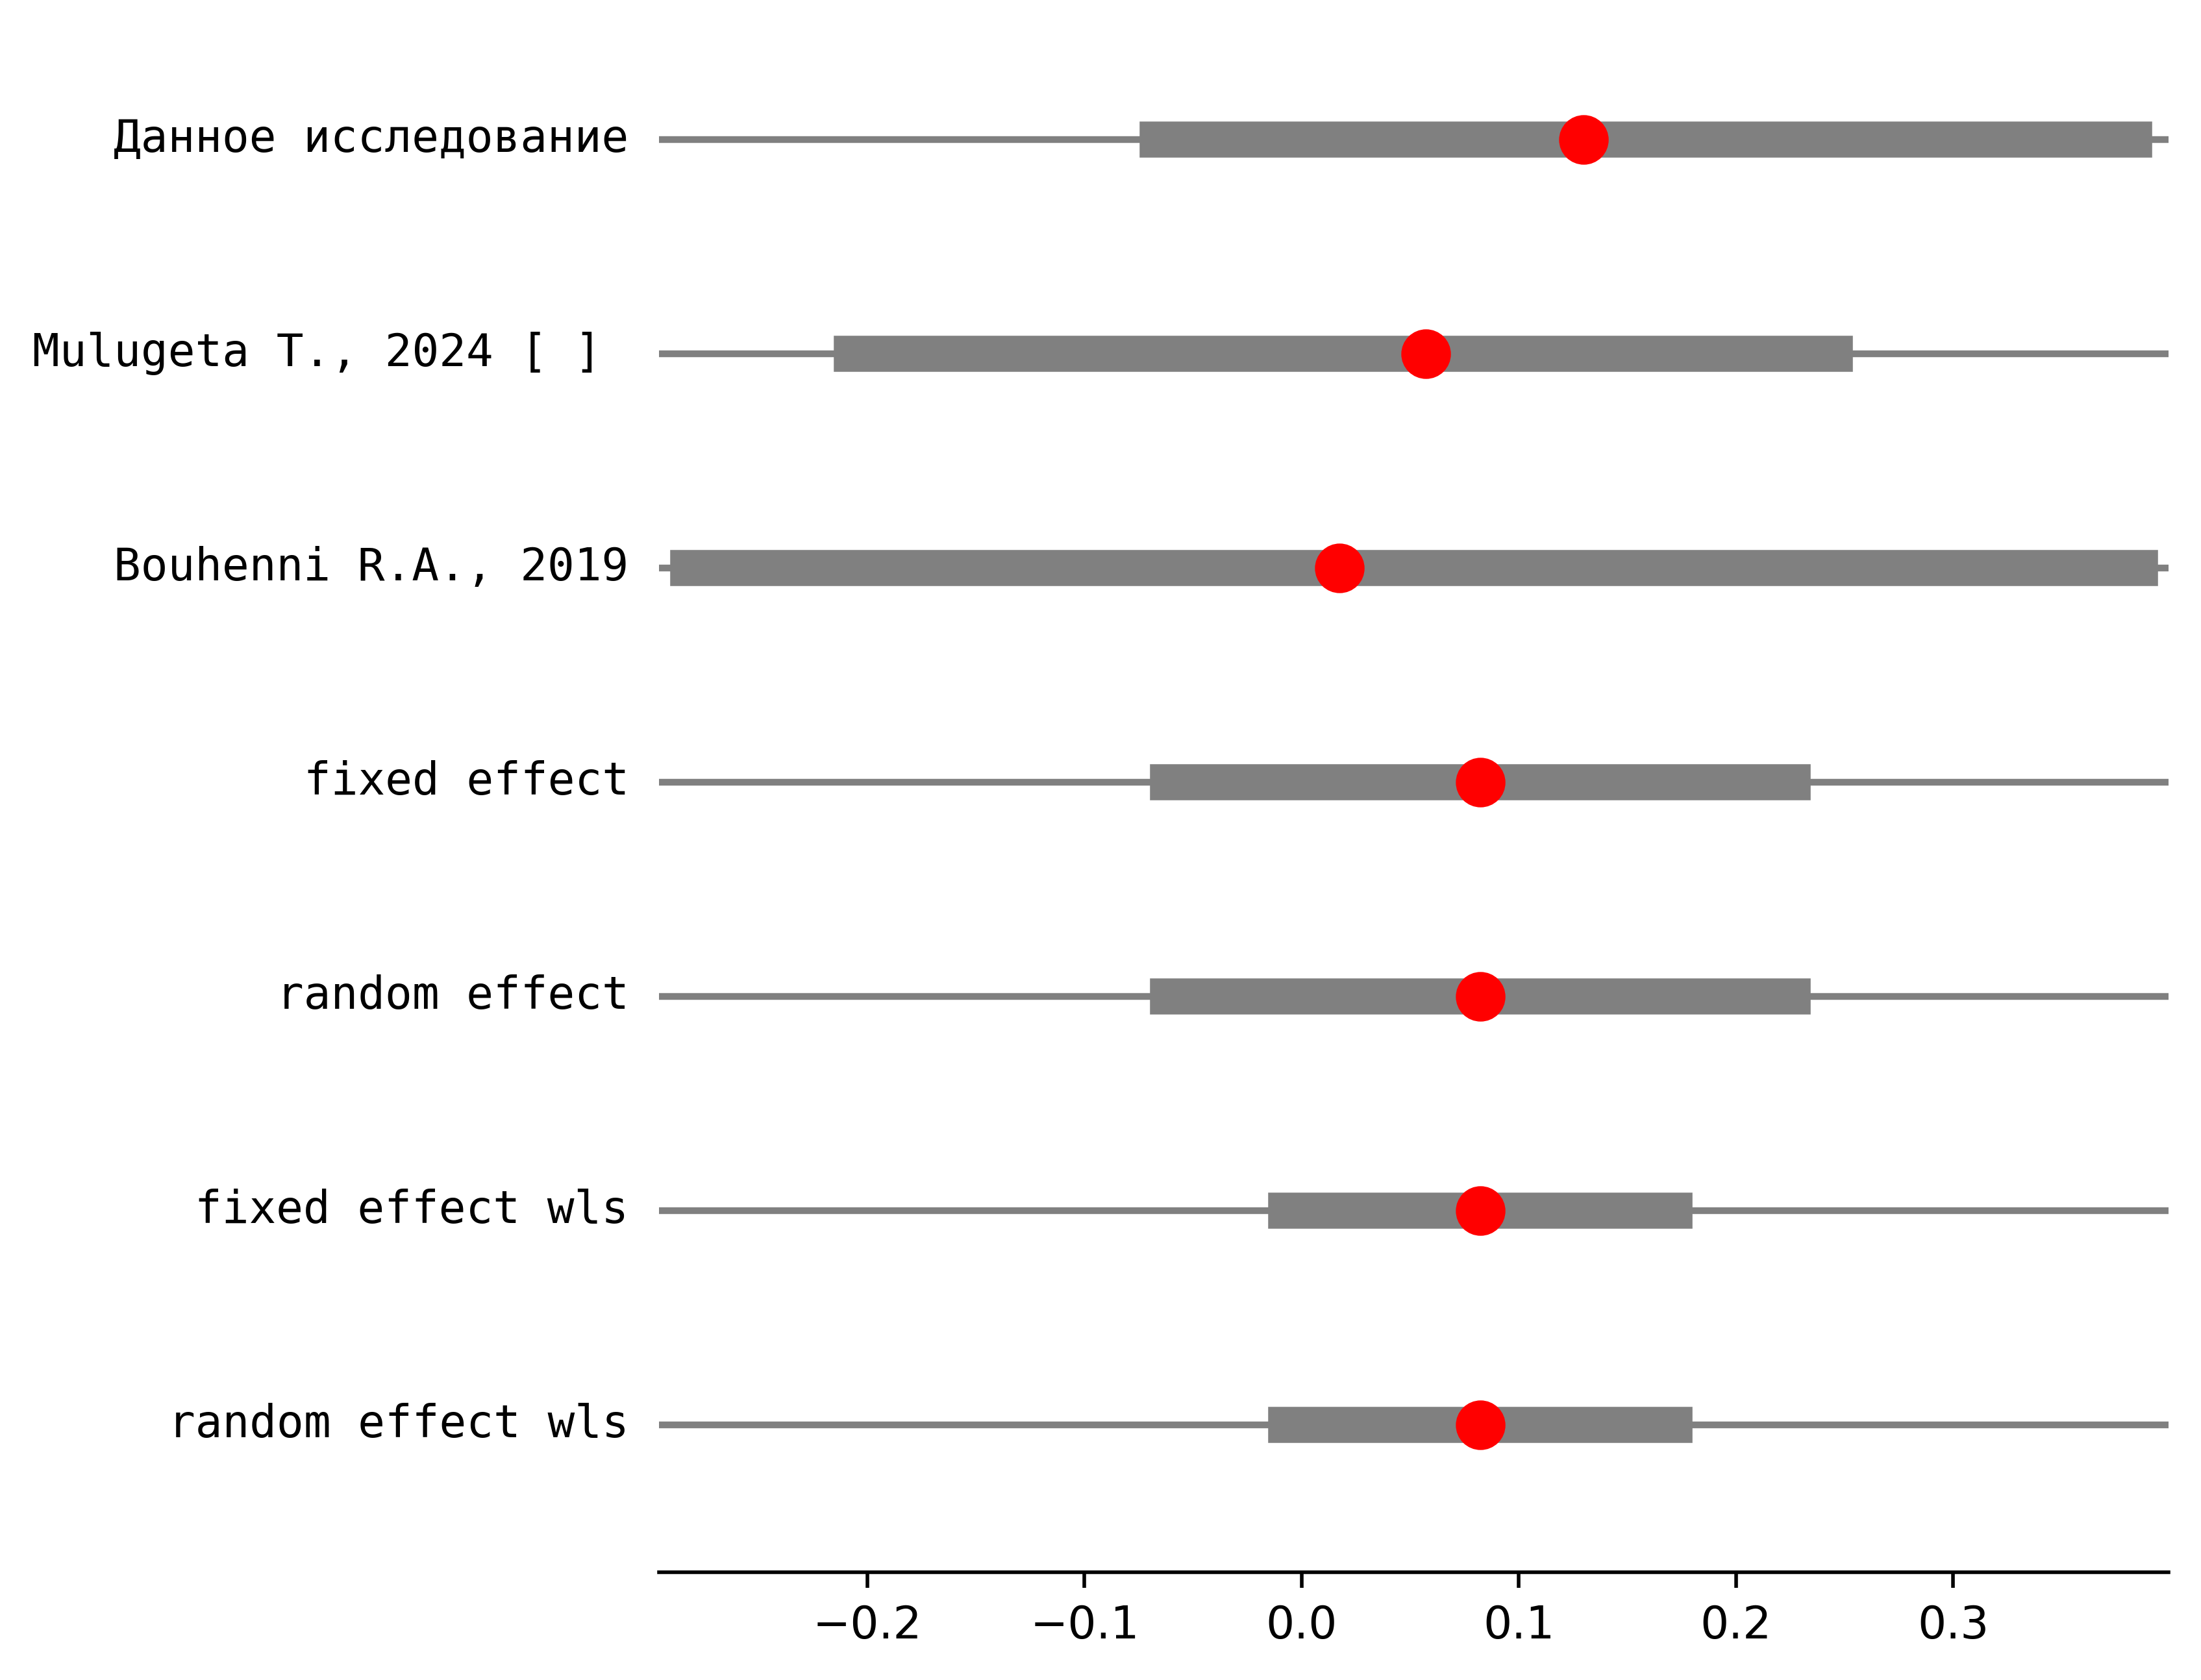 Данное исследование
Mulugeta T., 2024 [ ]
Bouhenni R.A., 2019
fixed effect
random effect
fixed effect wls
random effect wls
−0.2 −0.1 0.0 0.1 0.2 0.3